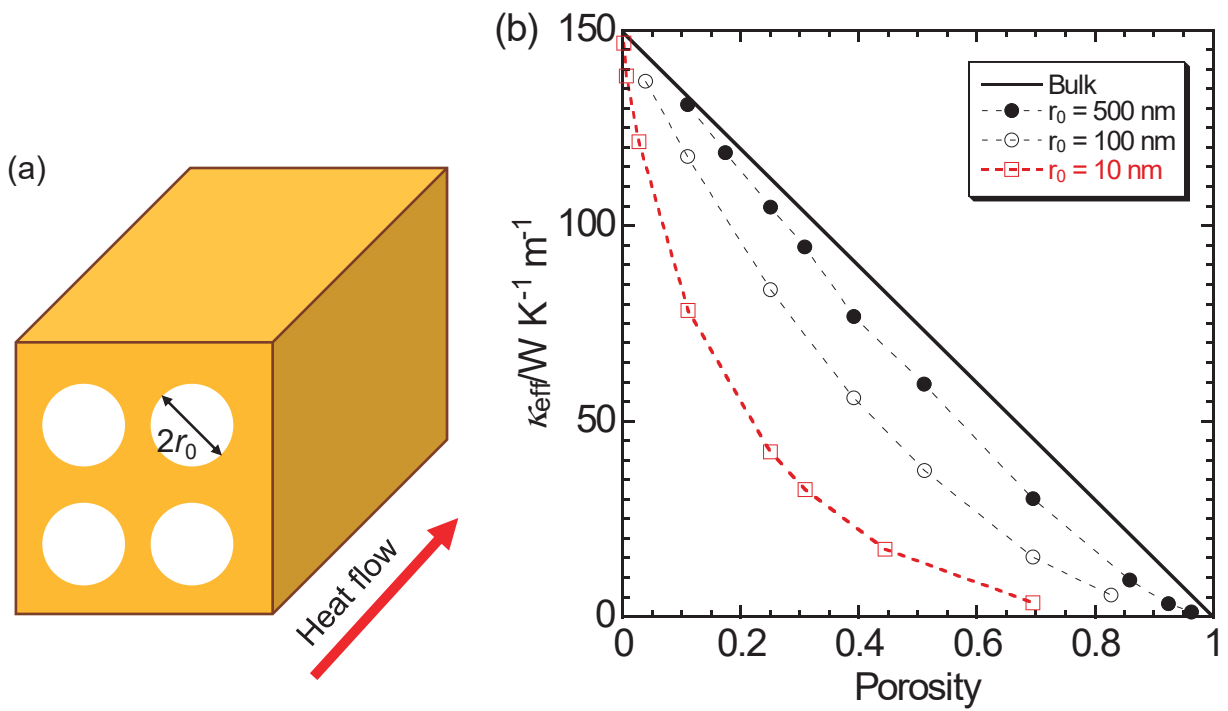 (a)
2r₀
Heat flow
(b)
κeff/W K⁻¹ m⁻¹
150
100
50
0
Bulk
r₀ = 500 nm
r₀ = 100 nm
r₀ = 10 nm
0 0.2 0.4 0.6 0.8 1
Porosity